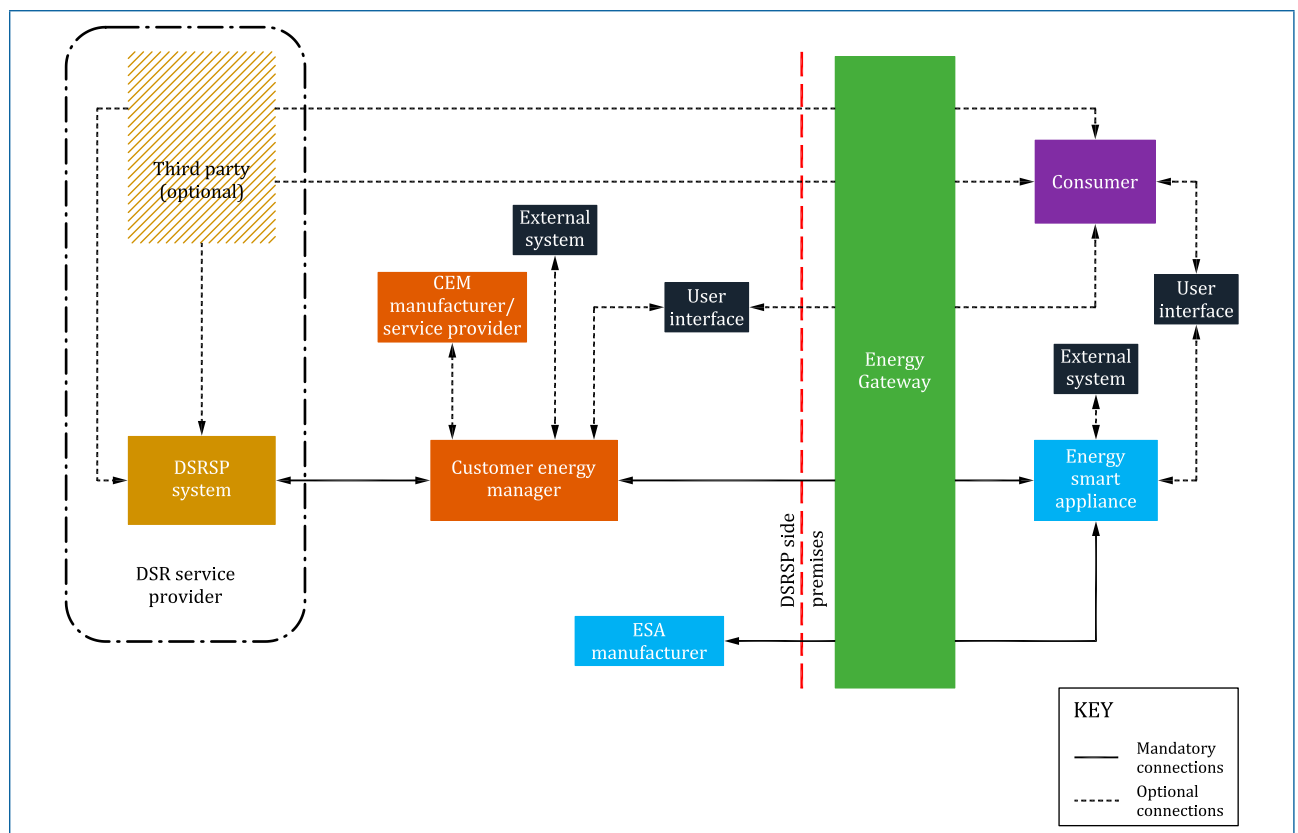 Third party
(optional)
Consumer
External
system
CEM
manufacturer/
service provider
User
interface
User
interface
Energy
Gateway
External
system
DSRSP
system
Customer energy
manager
Energy
smart
appliance
DSRSP side
premises
DSR service
provider
ESA
manufacturer
KEY
Mandatory
connections
Optional
connections